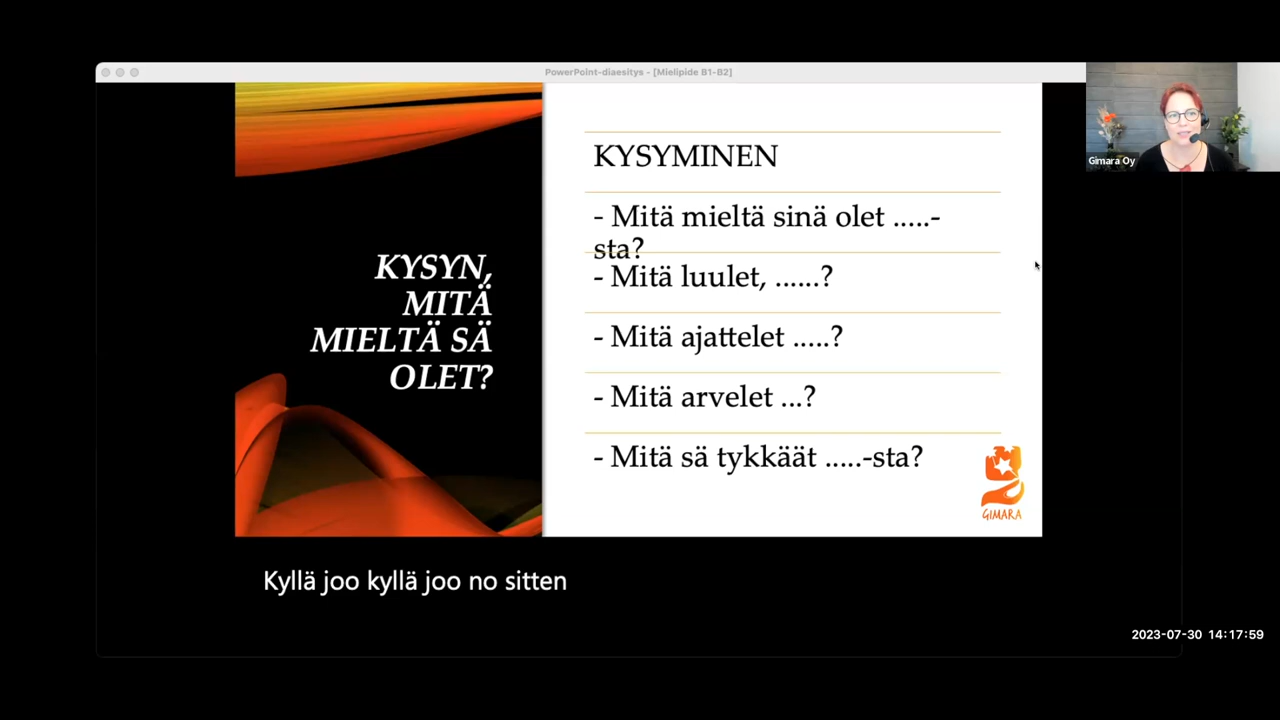 PowerPoint-diaesitys - [Mielipide B1-B2]
Gimara Oy
KYSYN,
MITÄ
MIELTÄ SÄ
OLET?
KYSYMINEN
- Mitä mieltä sinä olet .....-
sta?
- Mitä luulet, ......?
- Mitä ajattelet .....?
- Mitä arvelet ...?
- Mitä sä tykkäät .....-sta?
GIMARA
Kyllä joo kyllä joo no sitten
2023-07-30 14:17:59